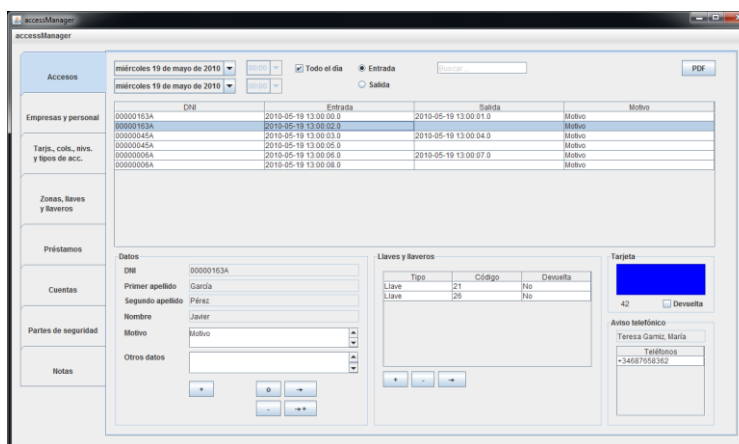 accessManager
accessManager
Accesos
Empresas y personal
Tarjs., cols., nivs.
y tipos de acc.
Zonas, llaves
y llaveros
Préstamos
Cuentas
Partes de seguridad
Notas
miércoles 19 de mayo de 2010 00:00 Todo el día Entrada Buscar... PDF
miércoles 19 de mayo de 2010 00:00 Salida
DNI Entrada Salida Motivo
00000163A 2010-05-19 13:00:00.0 2010-05-19 13:00:01.0 Motivo
00000163A 2010-05-19 13:00:02.0 Motivo
00000045A 2010-05-19 13:00:03.0 2010-05-19 13:00:04.0 Motivo
00000045A 2010-05-19 13:00:05.0 Motivo
00000006A 2010-05-19 13:00:06.0 2010-05-19 13:00:07.0 Motivo
00000006A 2010-05-19 13:00:08.0 Motivo
Datos
DNI 00000163A
Primer apellido García
Segundo apellido Pérez
Nombre Javier
Motivo Motivo
Otros datos
+ o →
- →+
Llaves y llaveros
Tipo Código Devuelta
Llave 21 No
Llave 26 No
+ - →
Tarjeta
42 Devuelta
Aviso telefónico
Teresa Gamiz, María
Teléfonos
+34687658362